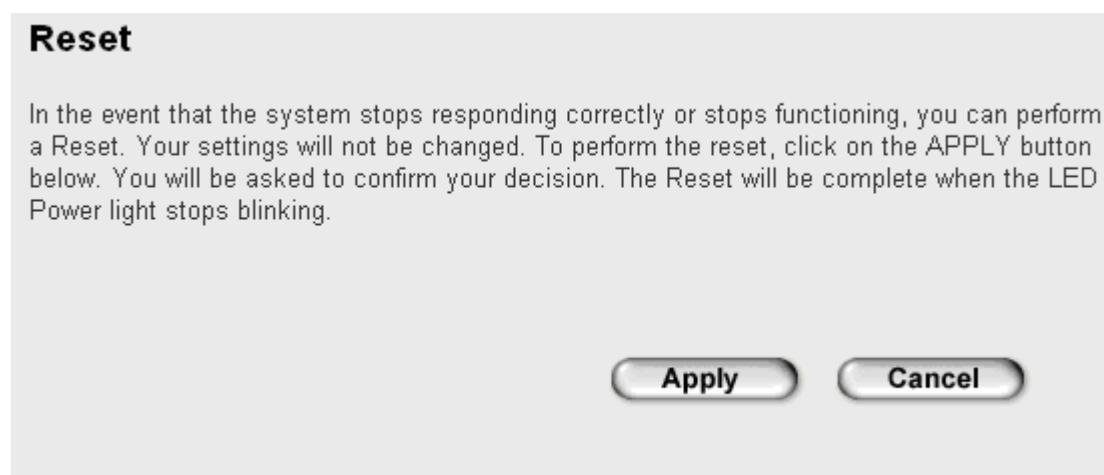 Reset
In the event that the system stops responding correctly or stops functioning, you can perform
a Reset. Your settings will not be changed. To perform the reset, click on the APPLY button
below. You will be asked to confirm your decision. The Reset will be complete when the LED
Power light stops blinking.
Apply Cancel